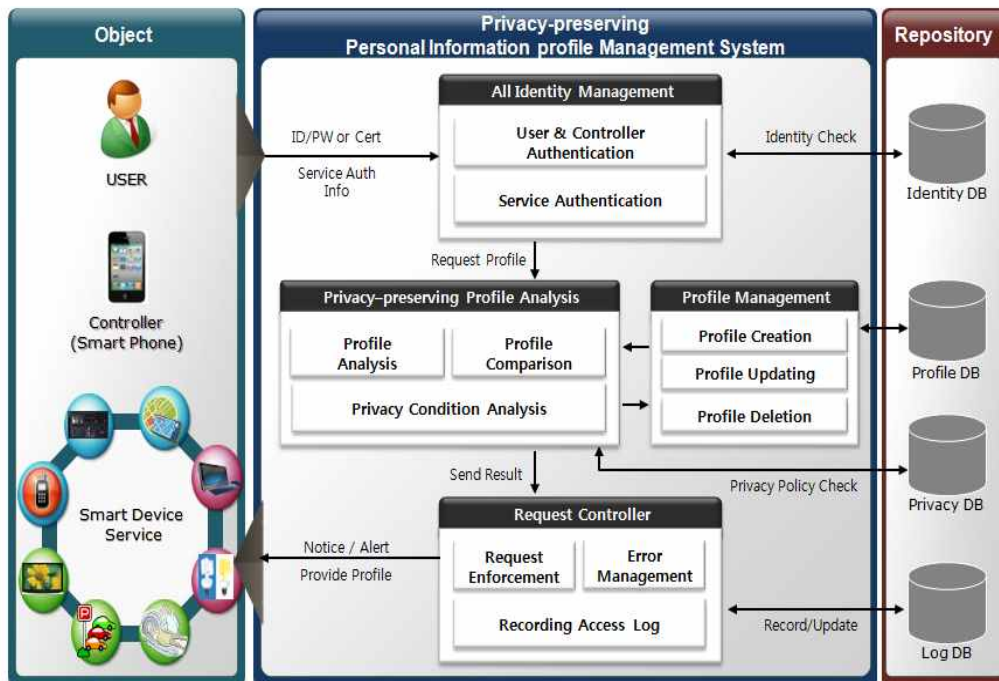 Object
Privacy-preserving
Personal Information profile Management System
Repository
USER
Controller
(Smart Phone)
Smart Device
Service
ID/PW or Cert
Service Auth
Info
All Identity Management
User & Controller
Authentication
Service Authentication
Identity Check
Identity DB
Request Profile
Privacy–preserving Profile Analysis
Profile
Analysis
Profile
Comparison
Privacy Condition Analysis
Profile Management
Profile Creation
Profile Updating
Profile Deletion
Profile DB
Send Result
Privacy Policy Check
Privacy DB
Request Controller
Request
Enforcement
Error
Management
Recording Access Log
Notice / Alert
Provide Profile
Record/Update
Log DB
P